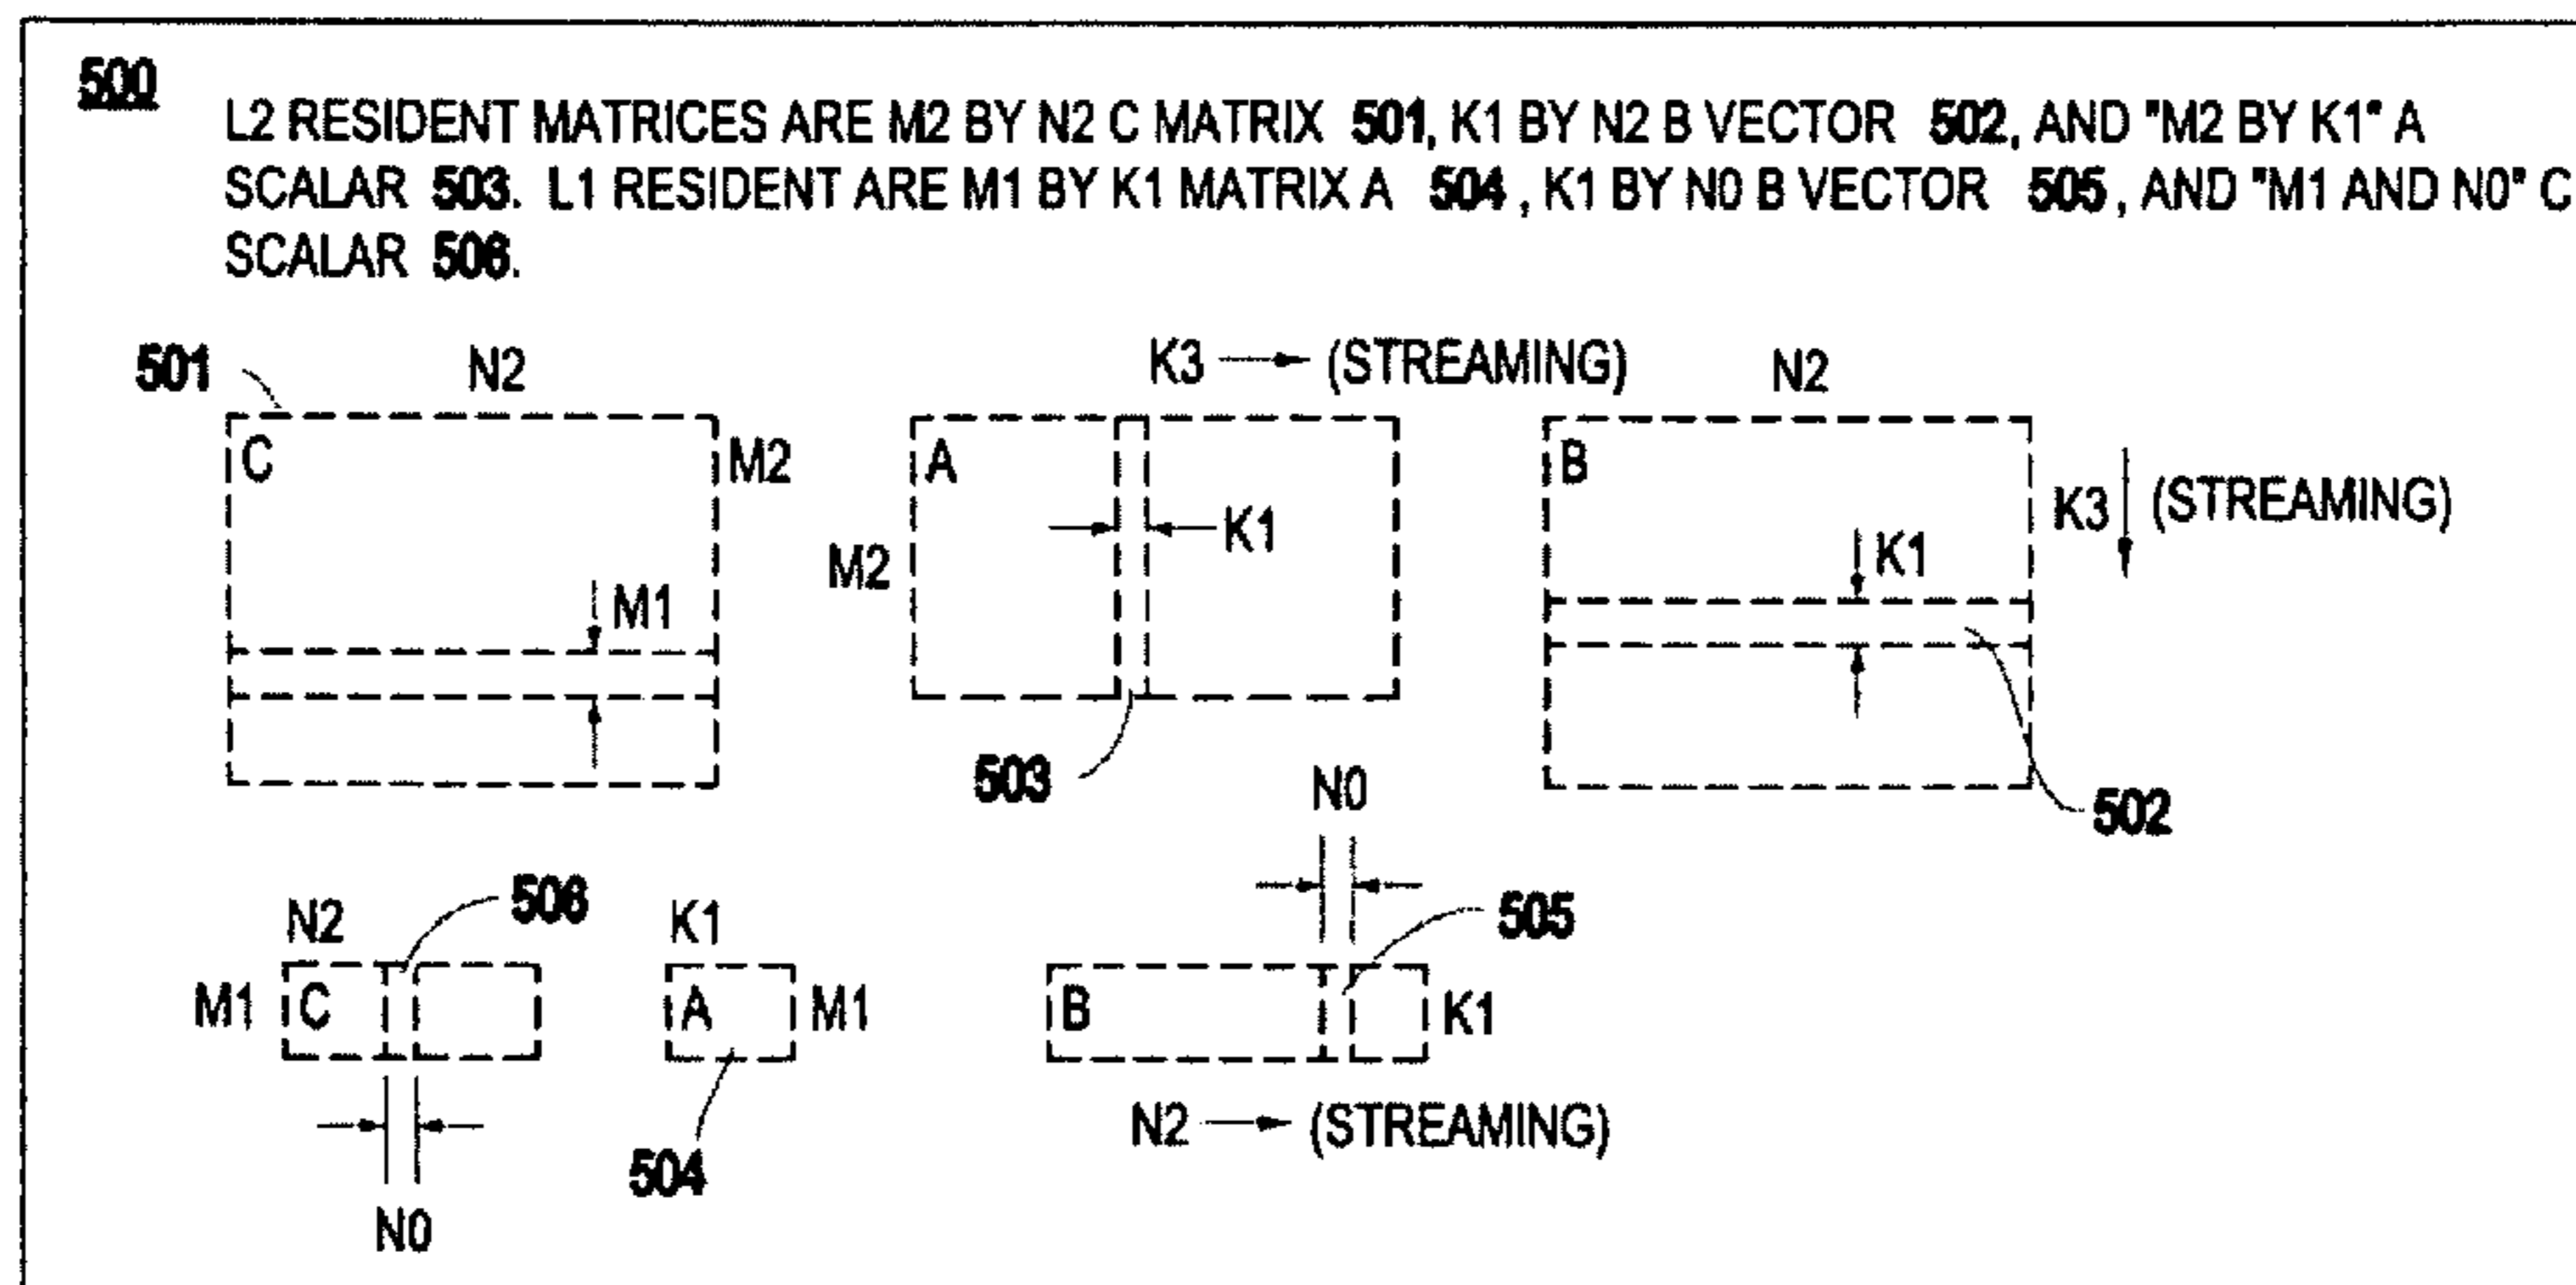 500
L2 RESIDENT MATRICES ARE M2 BY N2 C MATRIX 501, K1 BY N2 B VECTOR 502, AND "M2 BY K1" A
SCALAR 503. L1 RESIDENT ARE M1 BY K1 MATRIX A 504, K1 BY N0 B VECTOR 505, AND "M1 AND N0" C
SCALAR 506.
501
N2
C
M2
M1
K3 → (STREAMING)
A
M2
K1
503
N2
B
K3 (STREAMING)
K1
502
N2
506
M1
C
N0
K1
A
M1
504
N0
505
B
K1
N2 → (STREAMING)